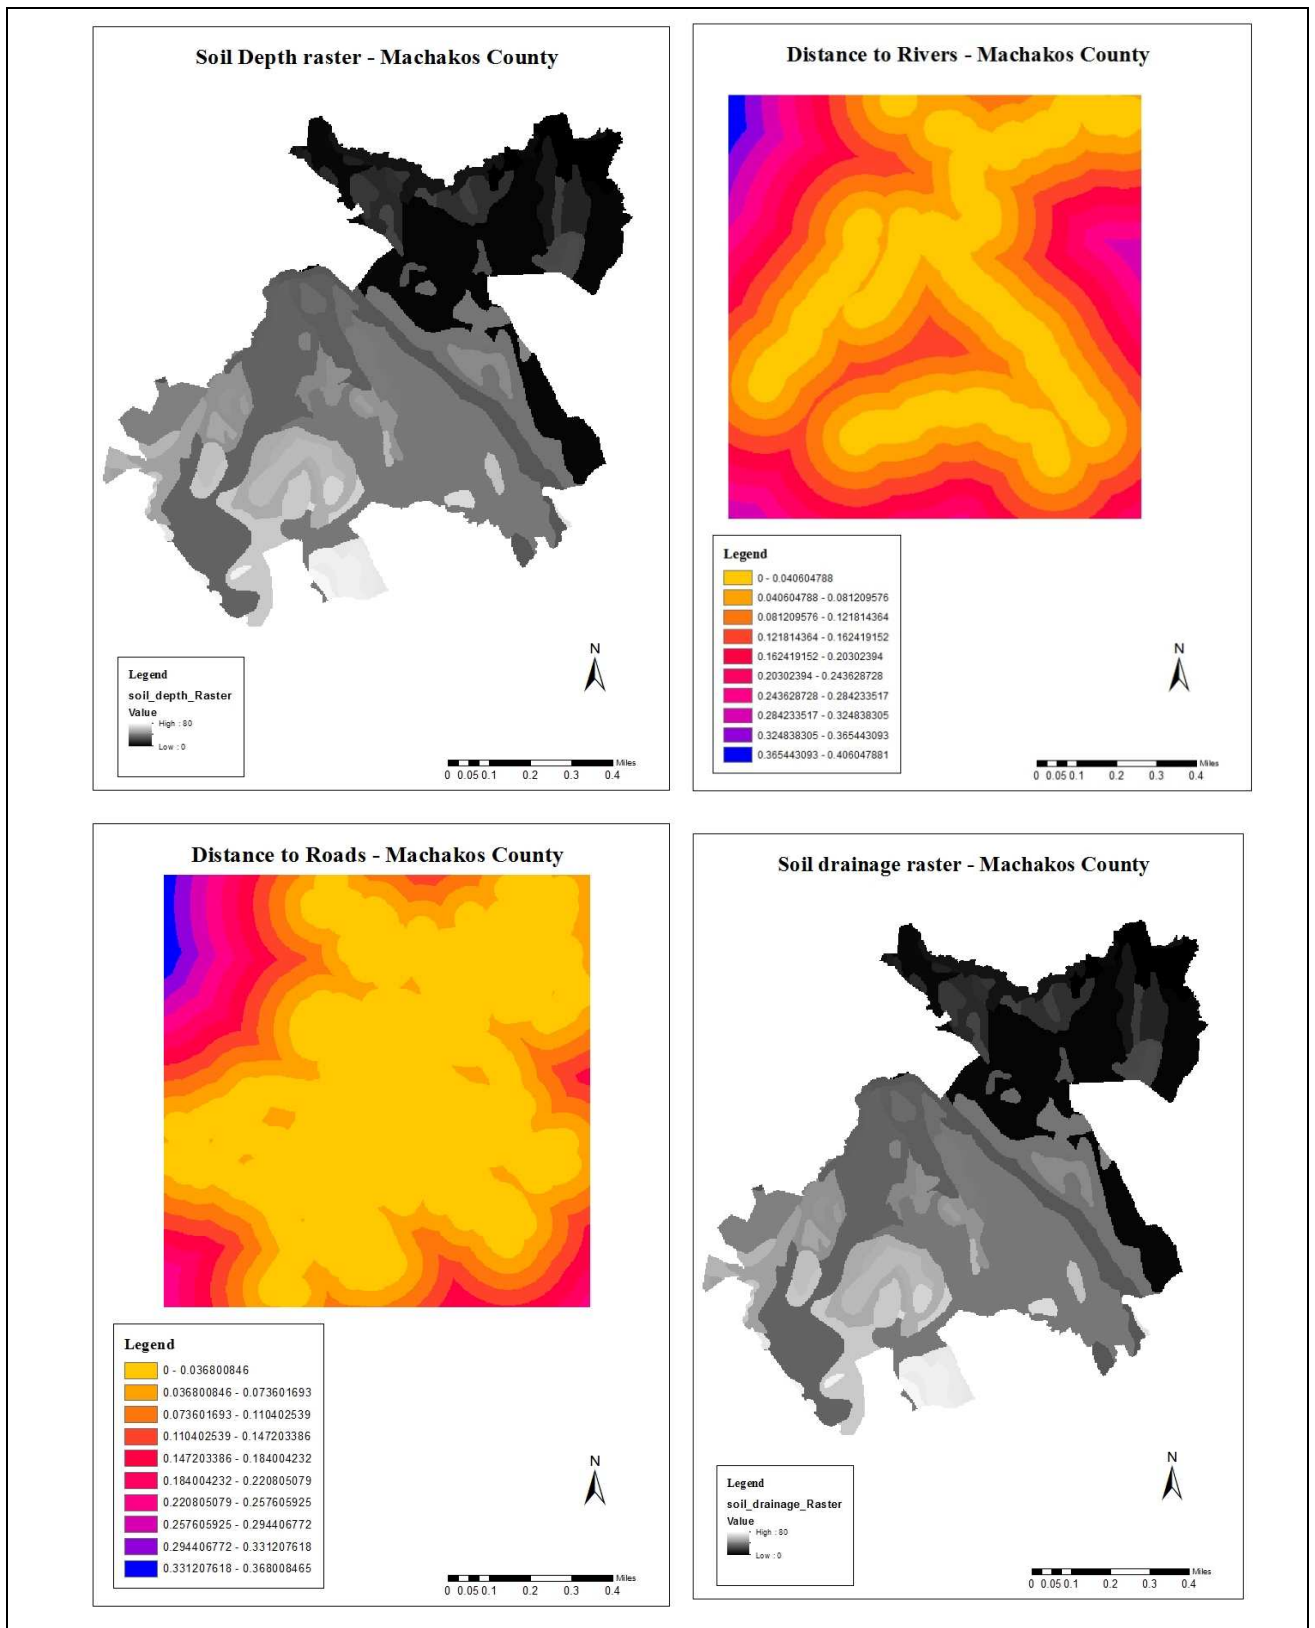 Soil Depth raster - Machakos County
N
Legend
soil_depth_Raster
Value
High : 80
Low : 0
Miles
0 0.05 0.1 0.2 0.3 0.4
Distance to Rivers - Machakos County
Legend
0 - 0.040604788
0.040604788 - 0.081209576
0.081209576 - 0.121814364
0.121814364 - 0.162419152
0.162419152 - 0.20302394
0.20302394 - 0.243628728
0.243628728 - 0.284233517
0.284233517 - 0.324838305
0.324838305 - 0.365443093
0.365443093 - 0.406047881
N
Miles
0 0.05 0.1 0.2 0.3 0.4
Distance to Roads - Machakos County
Legend
0 - 0.036800846
0.036800846 - 0.073601693
0.073601693 - 0.110402539
0.110402539 - 0.147203386
0.147203386 - 0.184004232
0.184004232 - 0.220805079
0.220805079 - 0.257605925
0.257605925 - 0.294406772
0.294406772 - 0.331207618
0.331207618 - 0.368008465
N
Miles
0 0.05 0.1 0.2 0.3 0.4
Soil drainage raster - Machakos County
N
Legend
soil_drainage_Raster
Value
High : 80
Low : 0
Miles
0 0.05 0.1 0.2 0.3 0.4